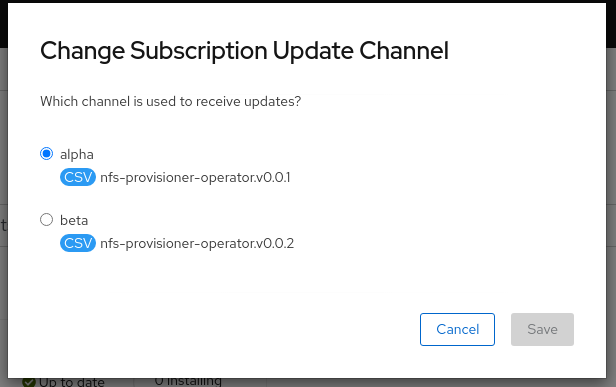 Change Subscription Update Channel
Which channel is used to receive updates?
alpha
CSV nfs-provisioner-operator.v0.0.1
beta
CSV nfs-provisioner-operator.v0.0.2
Cancel Save
Up to date 0 installing